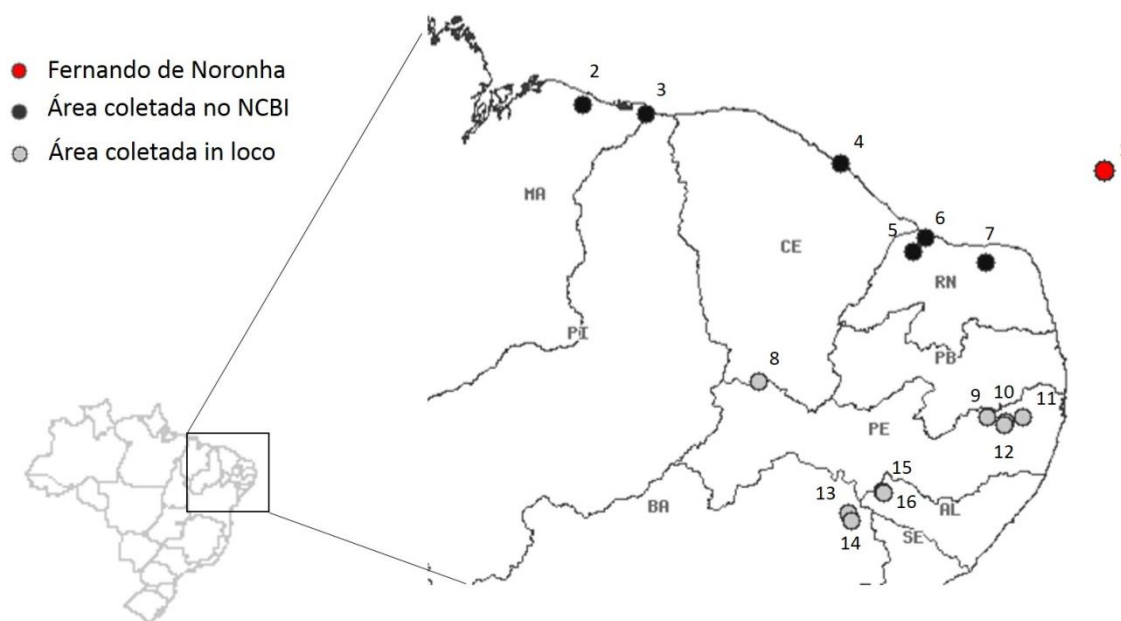 Fernando de Noronha
Área coletada no NCBI
Área coletada in loco
2
3
4
5
6
7
MA
CE
RN
PI
PB
8
9
10
11
12
PE
15
13
16
BA
AL
14
SE